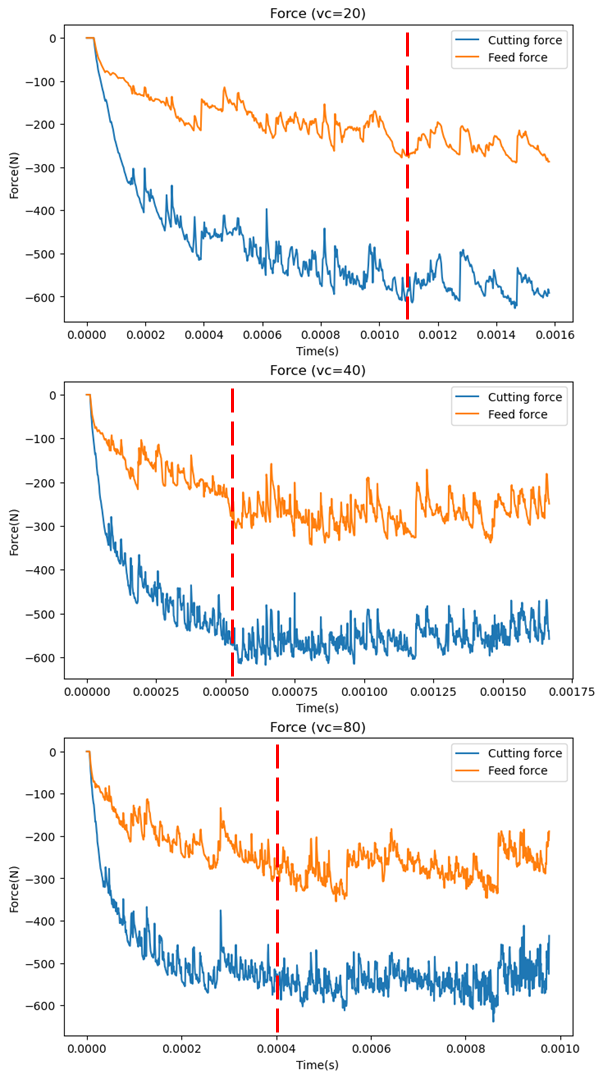 Force (vc=20)
0
−100
−200
−300
−400
−500
−600
Force(N)
Cutting force
Feed force
0.0000 0.0002 0.0004 0.0006 0.0008 0.0010 0.0012 0.0014 0.0016
Time(s)
Force (vc=40)
0
−100
−200
−300
−400
−500
−600
Force(N)
Cutting force
Feed force
0.00000 0.00025 0.00050 0.00075 0.00100 0.00125 0.00150 0.00175
Time(s)
Force (vc=80)
0
−100
−200
−300
−400
−500
−600
Force(N)
Cutting force
Feed force
0.0000 0.0002 0.0004 0.0006 0.0008 0.0010
Time(s)